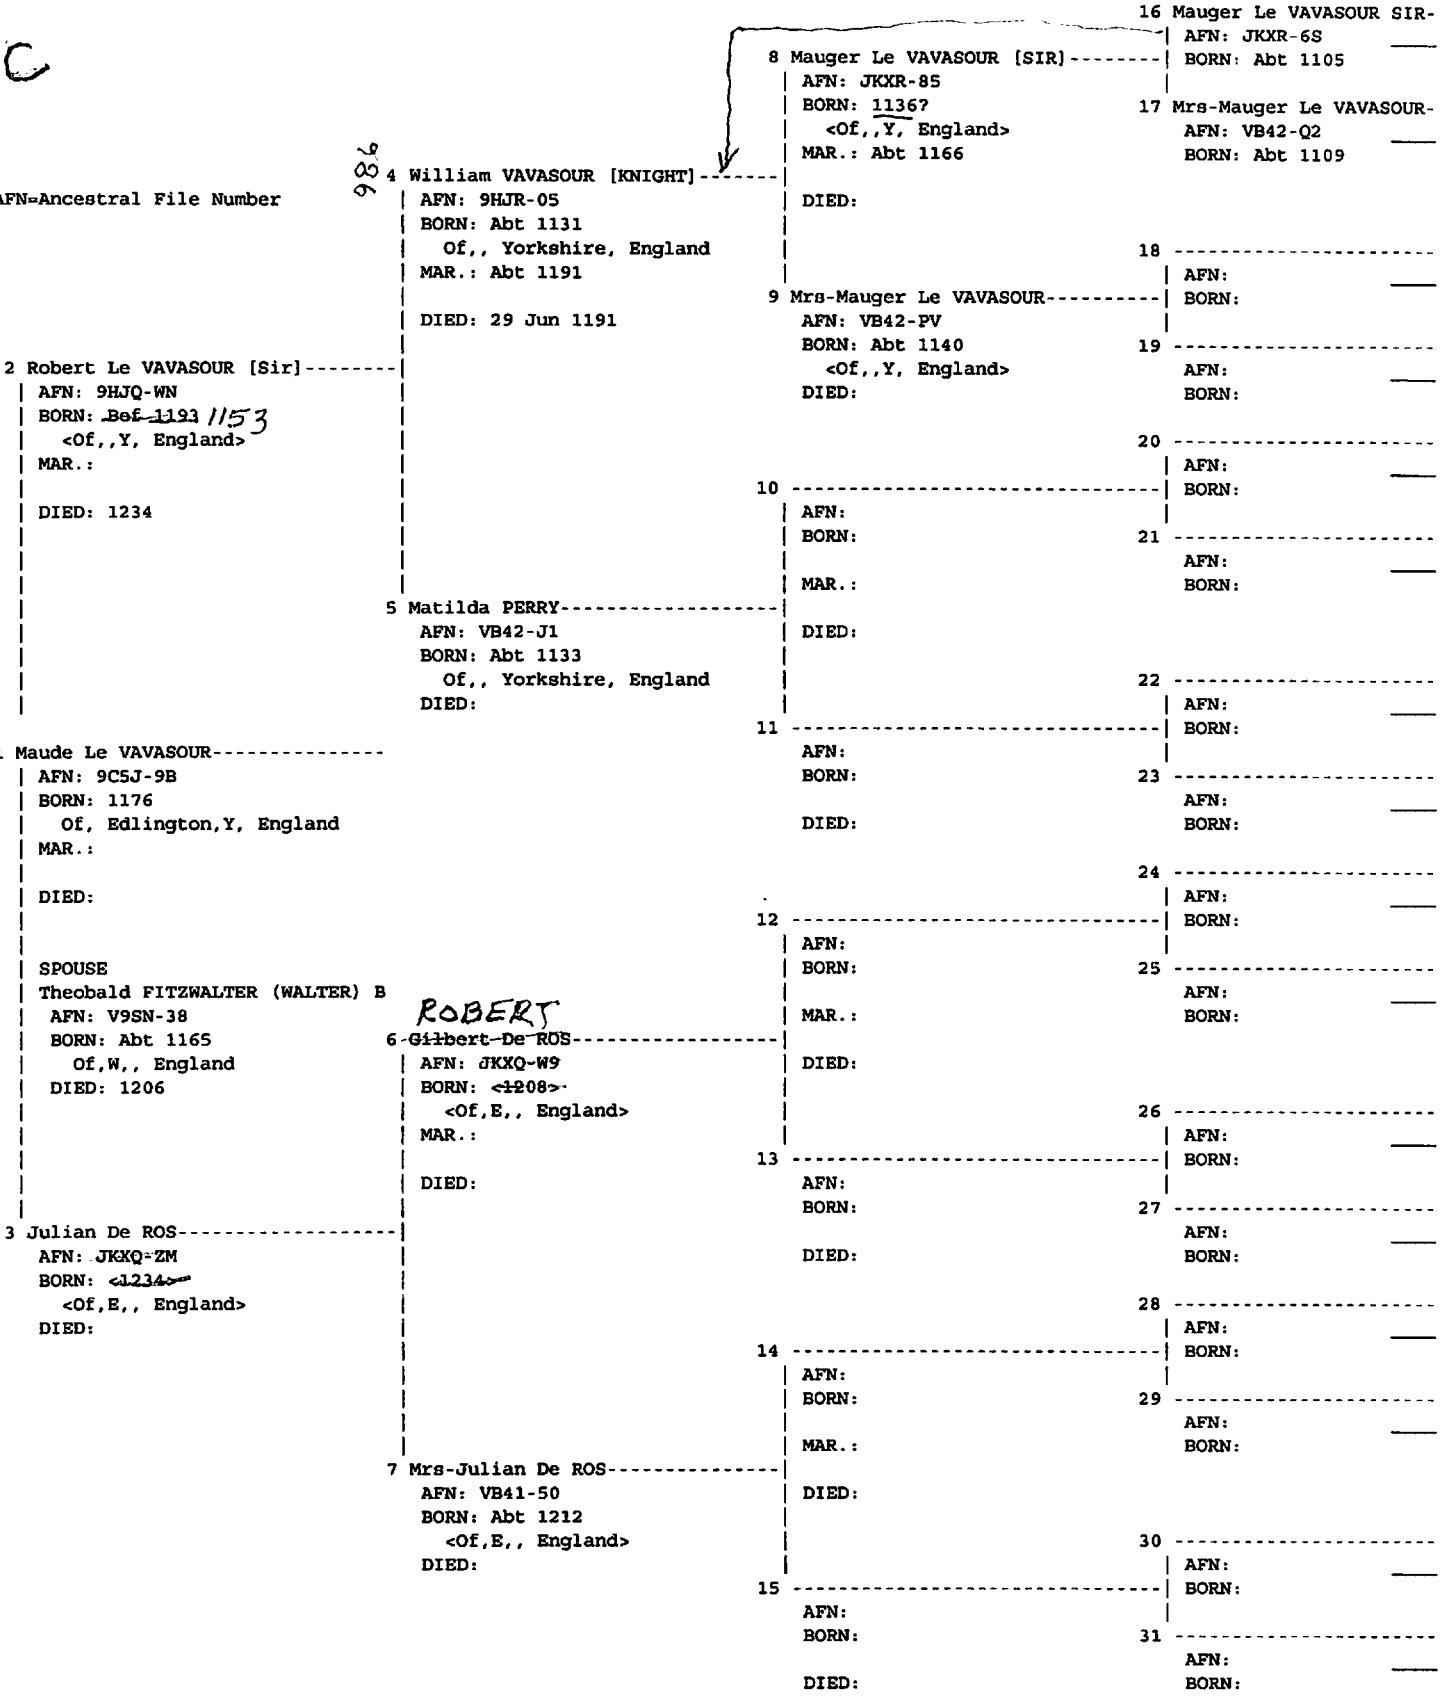 C
AFN=Ancestral File Number
1 Maude Le VAVASOUR---------------
AFN: 9C5J-9B
BORN: 1176
Of, Edlington,Y, England
MAR.:
DIED:
SPOUSE
Theobald FITZWALTER (WALTER) B
AFN: V9SN-38
BORN: Abt 1165
Of,W,, England
DIED: 1206
2 Robert Le VAVASOUR [Sir]--------
AFN: 9HJQ-WN
BORN: Bef 1193 1153
<Of,,Y, England>
MAR.:
DIED: 1234
3 Julian De ROS------------------
AFN: JKXQ-ZM
BORN: <1234>
<Of,E,, England>
DIED:
986
4 William VAVASOUR [KNIGHT]-------
AFN: 9HJR-05
BORN: Abt 1131
Of,, Yorkshire, England
MAR.: Abt 1191
DIED: 29 Jun 1191
5 Matilda PERRY------------------
AFN: VB42-J1
BORN: Abt 1133
Of,, Yorkshire, England
DIED:
ROBERT
6 Gilbert De ROS-----------------
AFN: JKXQ-W9
BORN: <1208>
<Of,E,, England>
MAR.:
DIED:
7 Mrs-Julian De ROS--------------
AFN: VB41-50
BORN: Abt 1212
<Of,E,, England>
DIED:
8 Mauger Le VAVASOUR [SIR]--------
AFN: JKXR-85
BORN: 1136?
<Of,,Y, England>
MAR.: Abt 1166
DIED:
9 Mrs-Mauger Le VAVASOUR----------
AFN: VB42-PV
BORN: Abt 1140
<Of,,Y, England>
DIED:
10 -------------------------------
AFN:
BORN:
MAR.:
DIED:
11 -------------------------------
AFN:
BORN:
DIED:
12 -------------------------------
AFN:
BORN:
MAR.:
DIED:
13 -------------------------------
AFN:
BORN:
DIED:
14 -------------------------------
AFN:
BORN:
MAR.:
DIED:
15 -------------------------------
AFN:
BORN:
DIED:
16 Mauger Le VAVASOUR SIR-
AFN: JKXR-6S
BORN: Abt 1105
17 Mrs-Mauger Le VAVASOUR-
AFN: VB42-Q2
BORN: Abt 1109
18 ----------------------
AFN:
BORN:
19 ----------------------
AFN:
BORN:
20 ----------------------
AFN:
BORN:
21 ----------------------
AFN:
BORN:
22 ----------------------
AFN:
BORN:
23 ----------------------
AFN:
BORN:
24 ----------------------
AFN:
BORN:
25 ----------------------
AFN:
BORN:
26 ----------------------
AFN:
BORN:
27 ----------------------
AFN:
BORN:
28 ----------------------
AFN:
BORN:
29 ----------------------
AFN:
BORN:
30 ----------------------
AFN:
BORN:
31 ----------------------
AFN:
BORN: